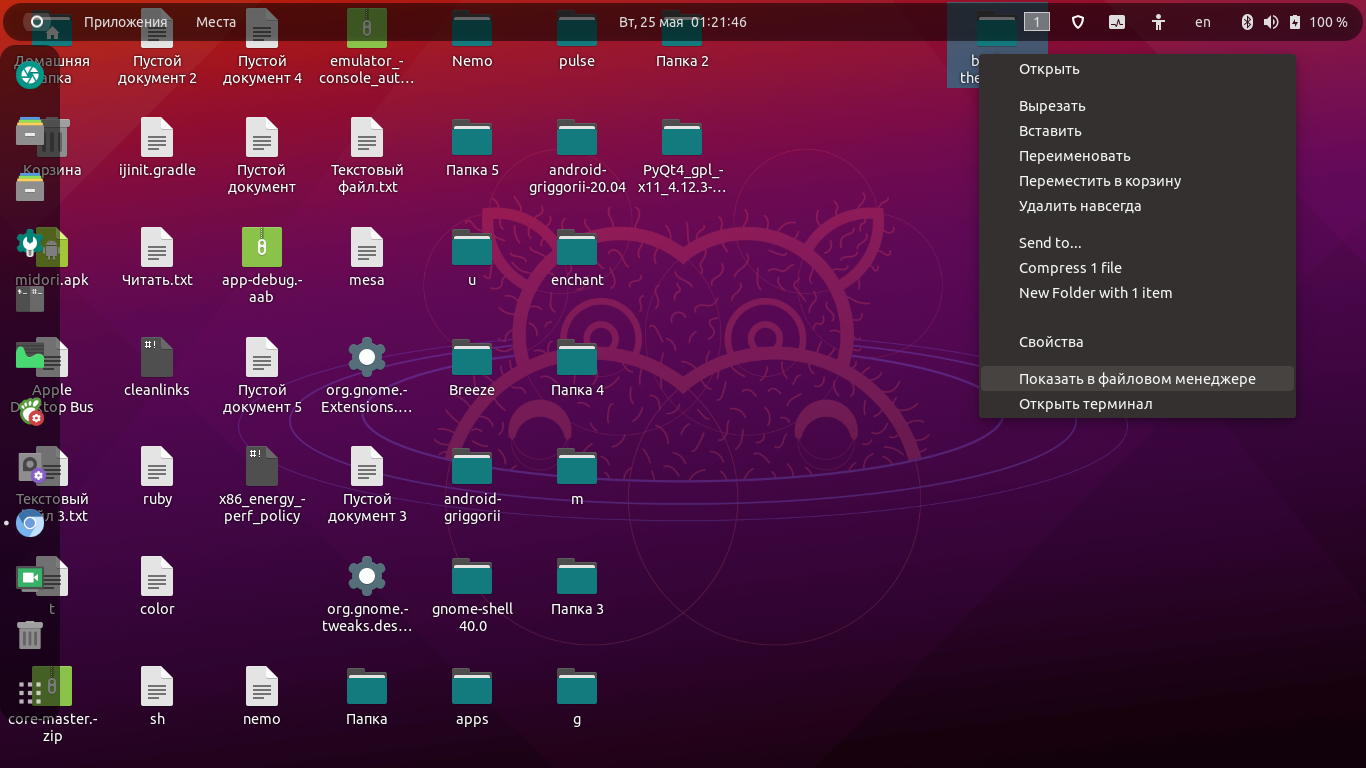 Приложения Места Вт, 25 мая 01:21:46 1 en 100 %
Домашняя
Пустой
документ 2
Пустой
документ 4
emulator_-
console_aut…
Nemo
pulse
Папка 2
Корзина
ijinit.gradle
Пустой
документ
Текстовый
файл.txt
Папка 5
android-
griggorii-20.04
PyQt4_gpl_-
x11_4.12.3-…
midori.apk
Читать.txt
app-debug.-
aab
mesa
u
enchant
Apple
Desktop Bus
cleanlinks
Пустой
документ 5
org.gnome.-
Extensions.…
Breeze
Папка 4
Текстовый
3.txt
ruby
x86_energy_-
perf_policy
Пустой
документ 3
android-
griggorii
m
t
color
org.gnome.-
tweaks.des…
gnome-shell
40.0
Папка 3
core-master.-
zip
sh
nemo
Папка
apps
g
Открыть
Вырезать
Вставить
Переименовать
Переместить в корзину
Удалить навсегда
Send to...
Compress 1 file
New Folder with 1 item
Свойства
Показать в файловом менеджере
Открыть терминал